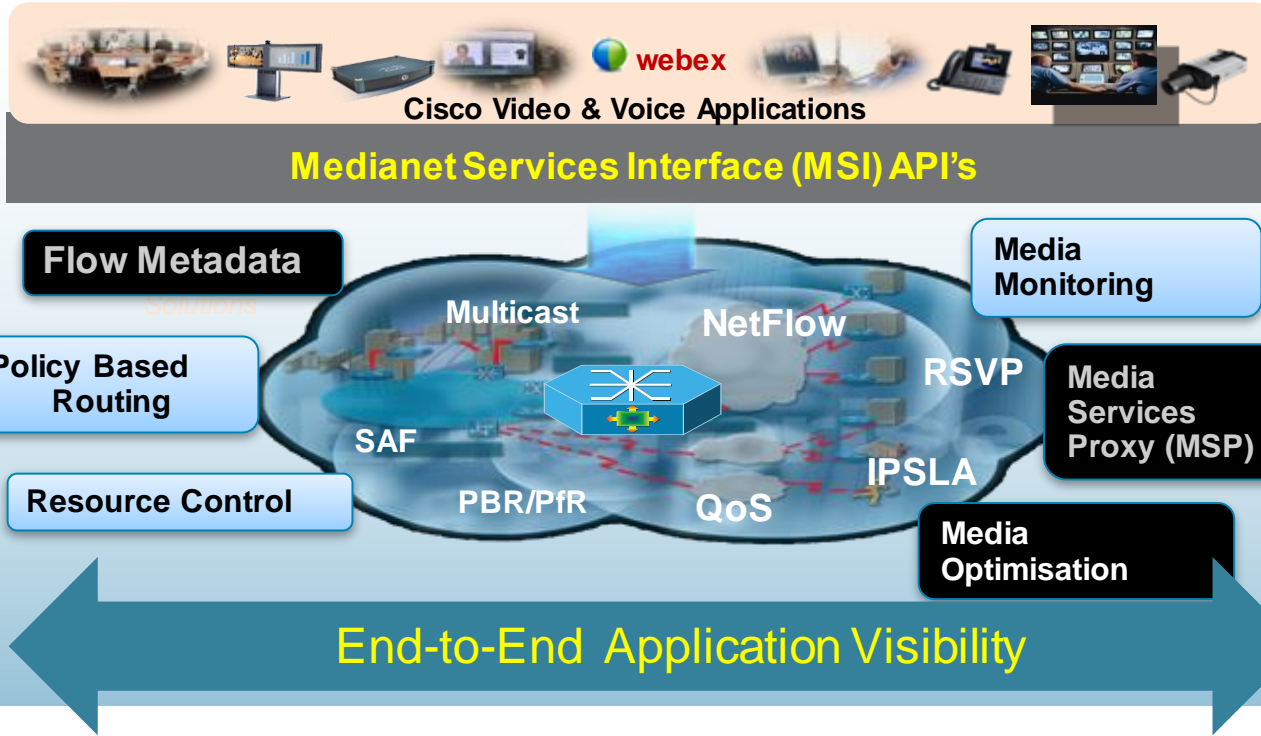 webex
Cisco Video & Voice Applications
Medianet Services Interface (MSI) API’s
Flow Metadata
Solutions
Media
Monitoring
Multicast
NetFlow
Policy Based
Routing
RSVP
Media
Services
Proxy (MSP)
SAF
IPSLA
Resource Control
PBR/PfR
QoS
Media
Optimisation
End-to-End Application Visibility